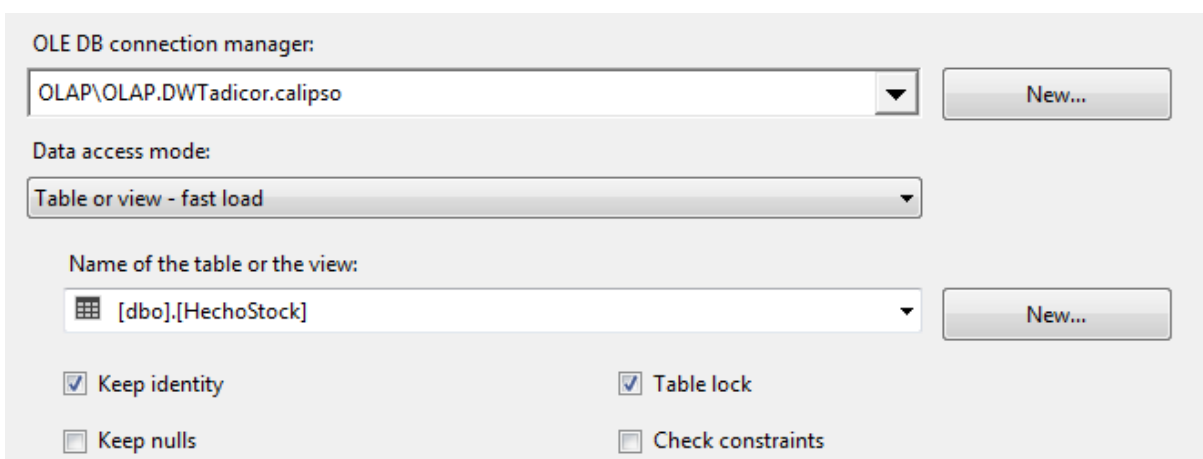 OLE DB connection manager:
OLAP\OLAP.DWTadicor.calipso
New...
Data access mode:
Table or view - fast load
Name of the table or the view:
[dbo].[HechoStock]
New...
Keep identity
Table lock
Keep nulls
Check constraints